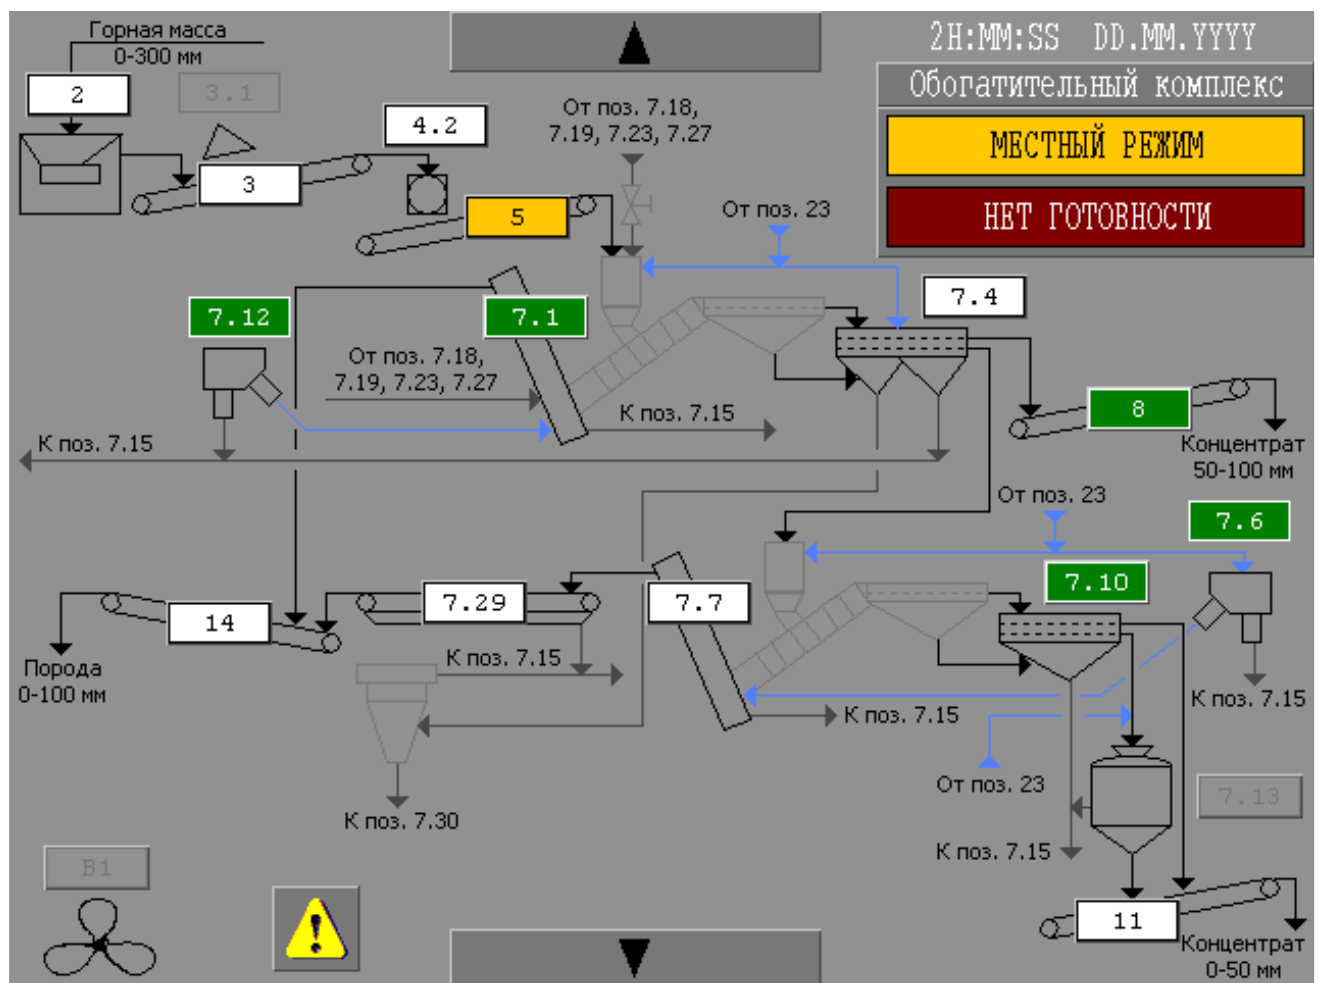 Горная масса
0-300 мм
2H:MM:SS DD.MM.YYYY
Обогатительный комплекс
МЕСТНЫЙ РЕЖИМ
НЕТ ГОТОВНОСТИ
2
3.1
4.2
3
5
От поз. 7.18,
7.19, 7.23, 7.27
От поз. 23
7.4
7.12
7.1
От поз. 7.18,
7.19, 7.23, 7.27
К поз. 7.15
К поз. 7.15
8
Концентрат
50-100 мм
От поз. 23
7.6
7.10
14
7.29
7.7
Порода
0-100 мм
К поз. 7.15
К поз. 7.15
К поз. 7.15
От поз. 23
7.13
К поз. 7.30
К поз. 7.15
В1
11
Концентрат
0-50 мм